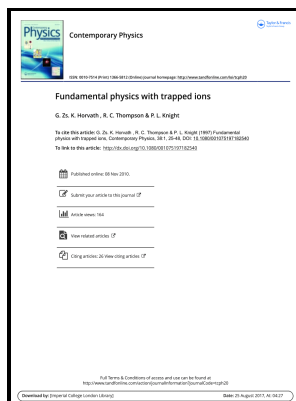 Physics
Taylor & Francis
Contemporary Physics
ISSN: 0010-7514 (Print) 1366-5812 (Online) Journal homepage: http://www.tandfonline.com/loi/tcph20
Fundamental physics with trapped ions
G. Zs. K. Horvath , R. C. Thompson & P. L. Knight
To cite this article: G. Zs. K. Horvath , R. C. Thompson & P. L. Knight (1997) Fundamental
physics with trapped ions, Contemporary Physics, 38:1, 25-48, DOI: 10.1080/001075197182540
To link to this article: http://dx.doi.org/10.1080/001075197182540
Published online: 08 Nov 2010.
Submit your article to this journal
Article views: 164
View related articles
Citing articles: 26 View citing articles
Full Terms & Conditions of access and use can be found at
http://www.tandfonline.com/action/journalInformation?journalCode=tcph20
Download by: [Imperial College London Library]
Date: 25 August 2017, At: 04:27